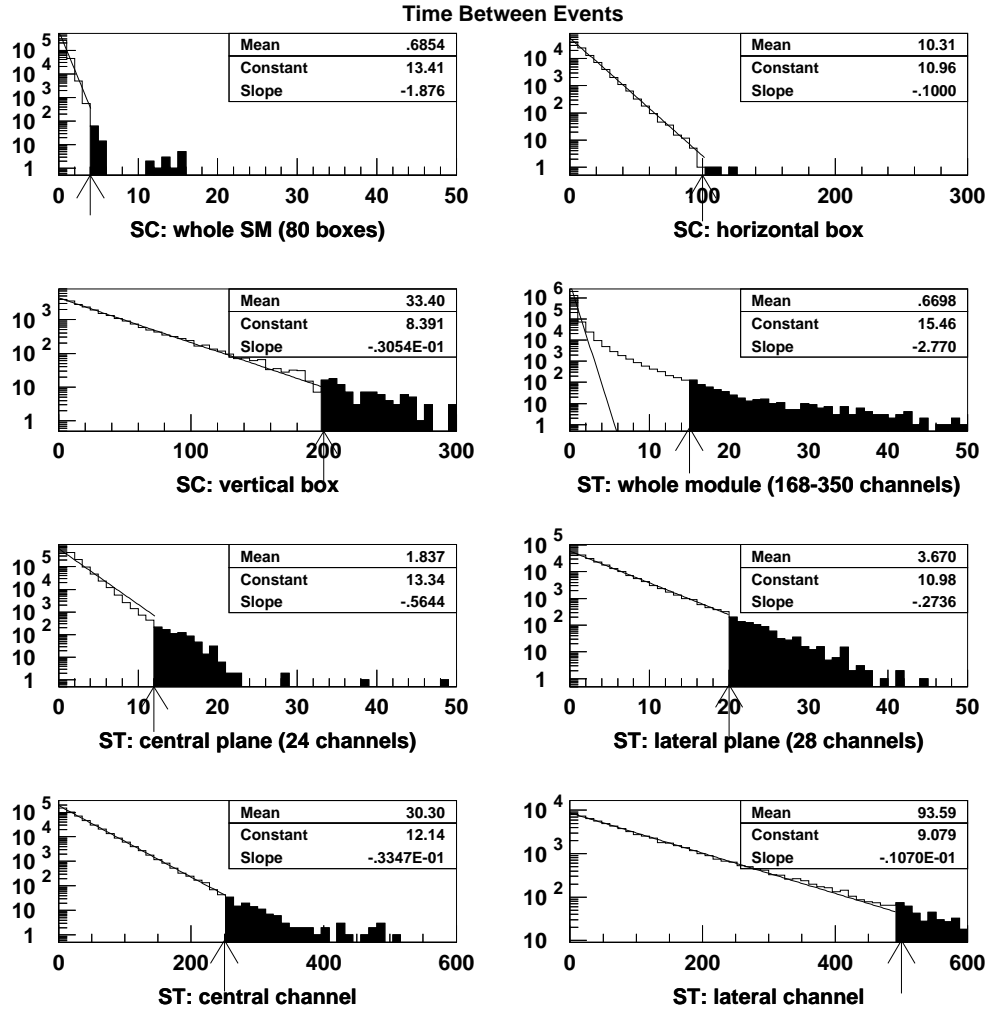 Time Between Events
Mean .6854
Constant 13.41
Slope -1.876
10 5
10 4
10 3
10 2
10
1
0 10 20 30 40 50
SC: whole SM (80 boxes)
Mean 10.31
Constant 10.96
Slope -.1000
10 4
10 3
10 2
10
1
0 100 200 300
SC: horizontal box
Mean 33.40
Constant 8.391
Slope -.3054E-01
10 3
10 2
10
1
0 100 200 300
SC: vertical box
Mean .6698
Constant 15.46
Slope -2.770
10 6
10 5
10 4
10 3
10 2
10
1
0 10 20 30 40 50
ST: whole module (168-350 channels)
Mean 1.837
Constant 13.34
Slope -.5644
10 5
10 4
10 3
10 2
10
1
0 10 20 30 40 50
ST: central plane (24 channels)
Mean 3.670
Constant 10.98
Slope -.2736
10 5
10 4
10 3
10 2
10
1
0 10 20 30 40 50
ST: lateral plane (28 channels)
Mean 30.30
Constant 12.14
Slope -.3347E-01
10 5
10 4
10 3
10 2
10
1
0 200 400 600
ST: central channel
Mean 93.59
Constant 9.079
Slope -.1070E-01
10 4
10 3
10 2
10
0 200 400 600
ST: lateral channel